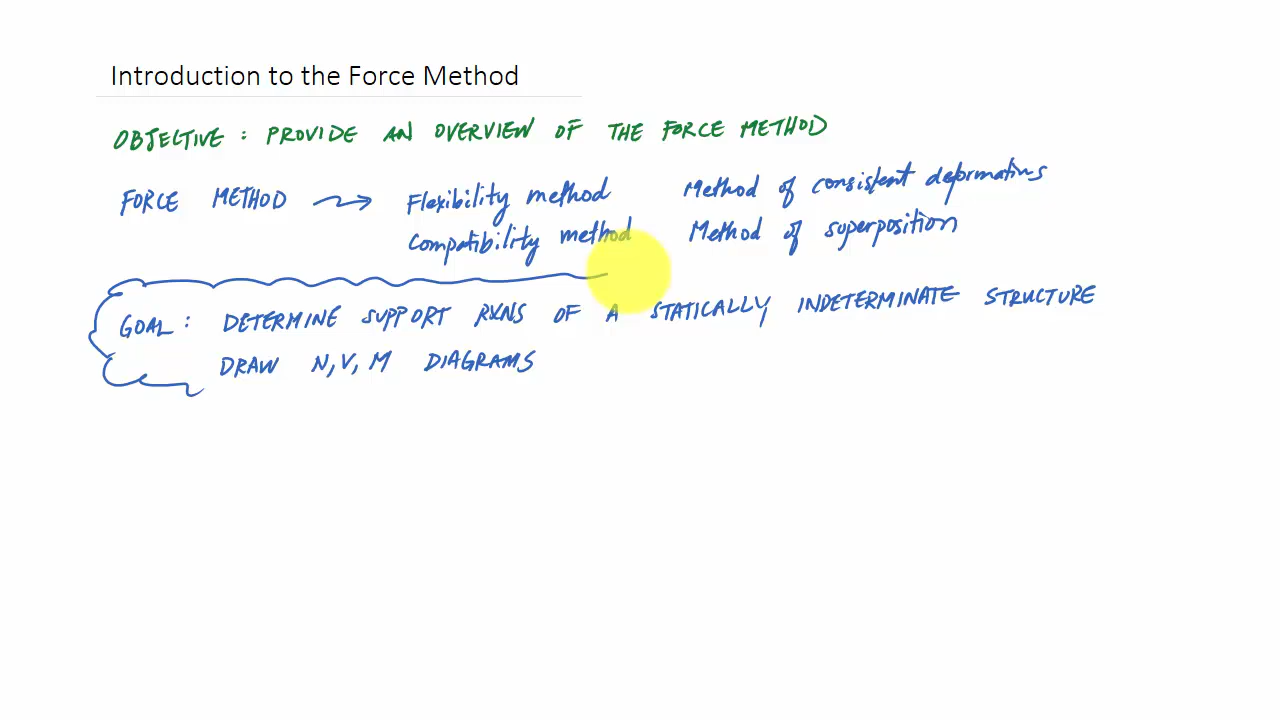 Introduction to the Force Method
OBJECTIVE : PROVIDE AN OVERVIEW OF THE FORCE METHOD
FORCE METHOD → Flexibility method Method of consistent deformations
Compatibility method Method of superposition
GOAL : DETERMINE SUPPORT RXNS OF A STATICALLY INDETERMINATE STRUCTURE
DRAW N, V, M DIAGRAMS